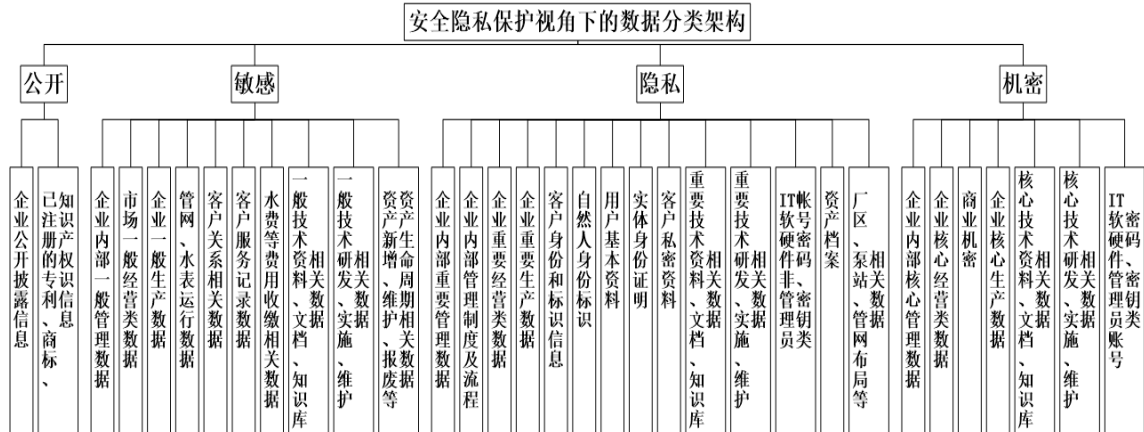 安全隐私保护视角下的数据分类架构
公开
敏感
隐私
机密
企业公开披露信息
已注册的专利、商标、
知识产权识信息
企业内部一般管理数据
市场一般经营类数据
企业一般生产数据
管网、水表运行数据
客户关系相关数据
客户服务记录数据
水费等费用收缴相关数据
一般技术资料、文档、知识库
相关数据
一般技术研发、实施、维护
相关数据
资产新增、维护、报废等
资产生命周期相关数据
企业内部重要管理数据
企业内部管理制度及流程
企业重要经营类数据
企业重要生产数据
客户身份和标识信息
自然人身份标识
用户基本资料
实体身份证明
客户私密资料
重要技术资料、文档、知识库
相关数据
重要技术研发、实施、维护
相关数据
IT软硬件非管理员
帐号密码、密钥类
资产档案
厂区、泵站、管网布局等
相关数据
企业内部核心管理数据
企业核心经营类数据
商业机密
企业核心生产数据
核心技术资料、文档、知识库
相关数据
核心技术研发、实施、维护
相关数据
IT软硬件管理员账号
密码、密钥类